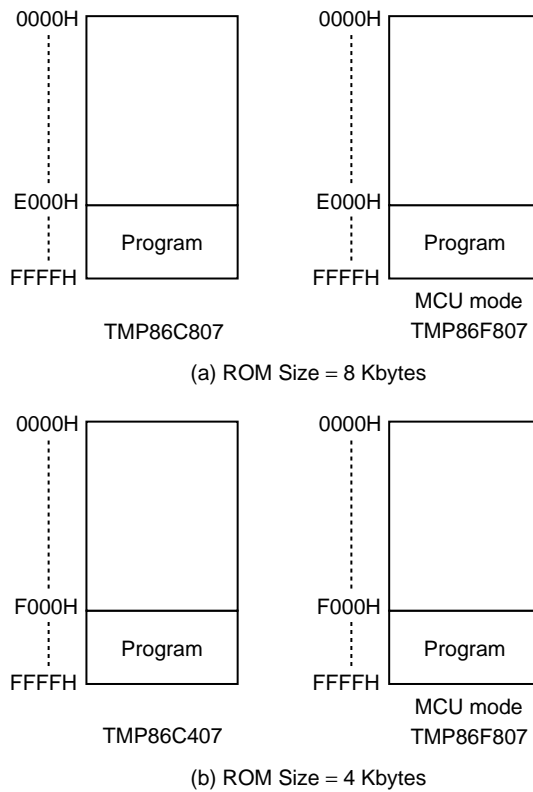 0000H 0000H
E000H E000H
Program Program
FFFFH FFFFH
MCU mode
TMP86C807 TMP86F807
(a) ROM Size = 8 Kbytes
0000H 0000H
F000H F000H
Program Program
FFFFH FFFFH
MCU mode
TMP86C407 TMP86F807
(b) ROM Size = 4 Kbytes